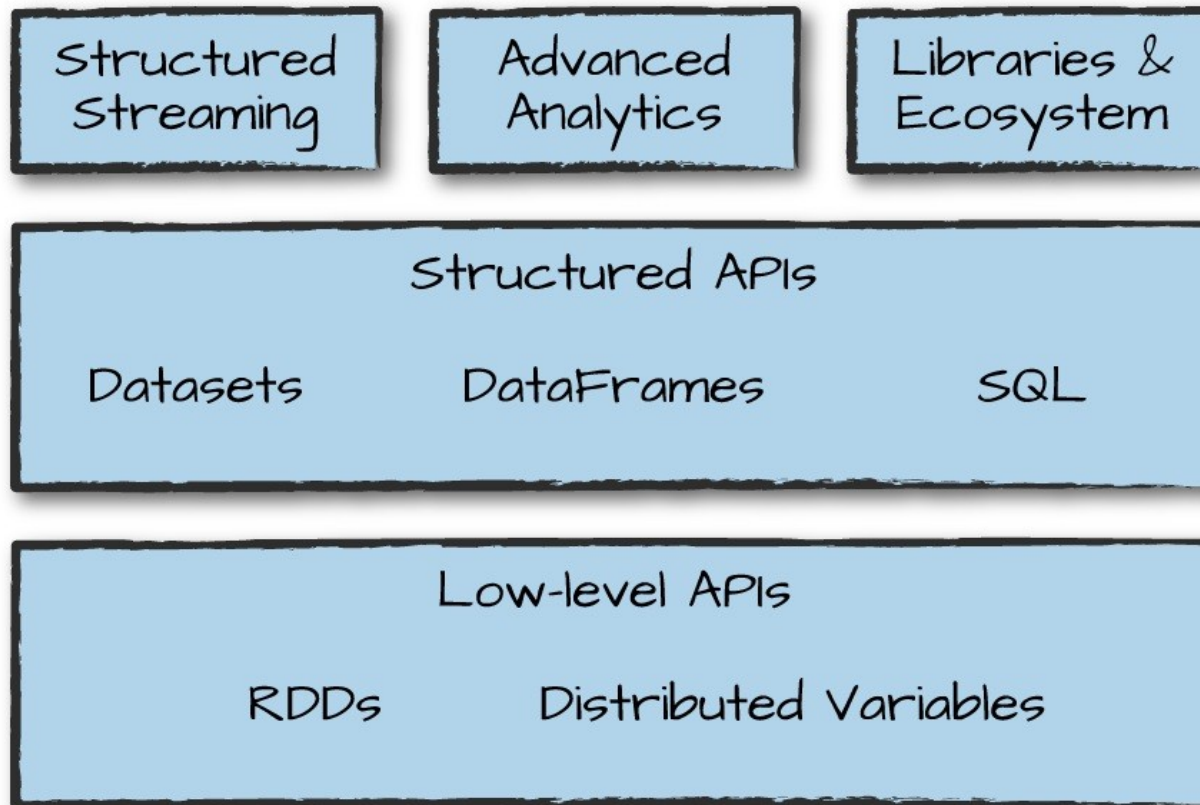 Structured
Streaming
Advanced
Analytics
Libraries &
Ecosystem
Structured APIs
Datasets DataFrames SQL
Low-level APIs
RDDs Distributed Variables